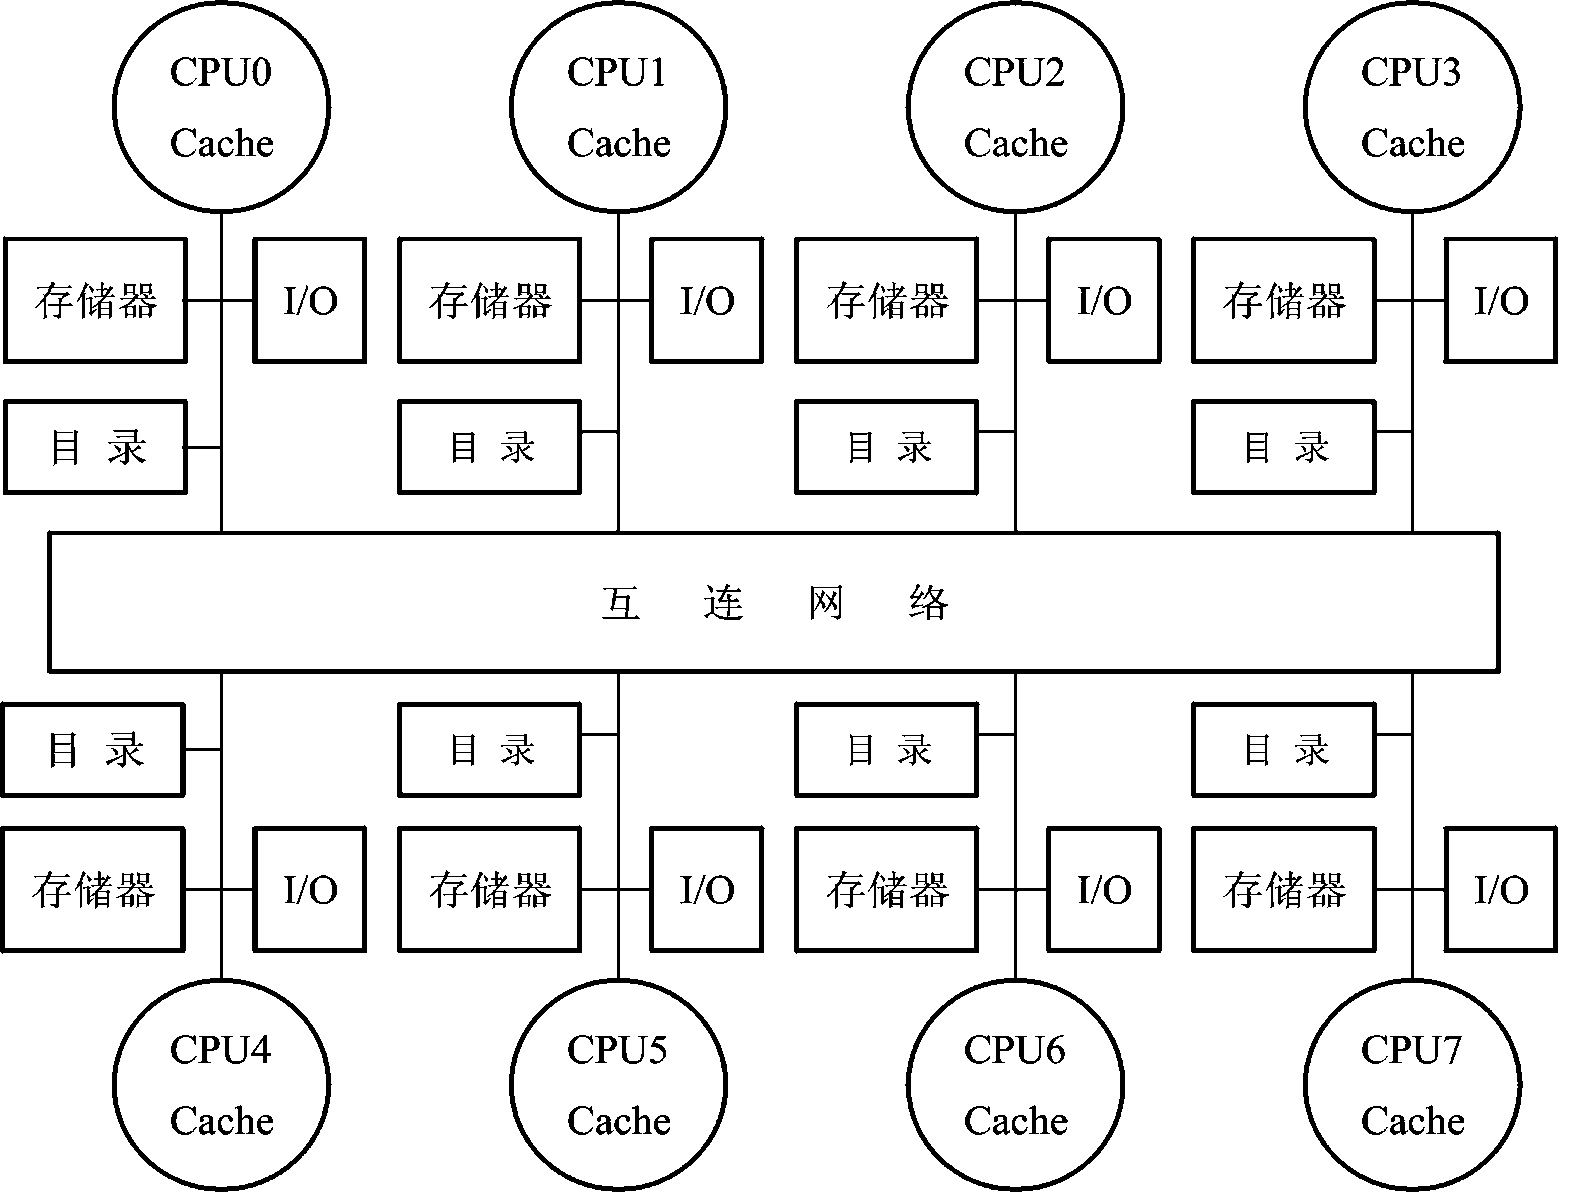 CPU0 CPU1 CPU2 CPU3
Cache Cache Cache Cache
存储器 I/O 存储器 I/O 存储器 I/O 存储器 I/O
目 录 目 录 目 录 目 录
互 连 网 络
目 录 目 录 目 录 目 录
存储器 I/O 存储器 I/O 存储器 I/O 存储器 I/O
CPU4 CPU5 CPU6 CPU7
Cache Cache Cache Cache